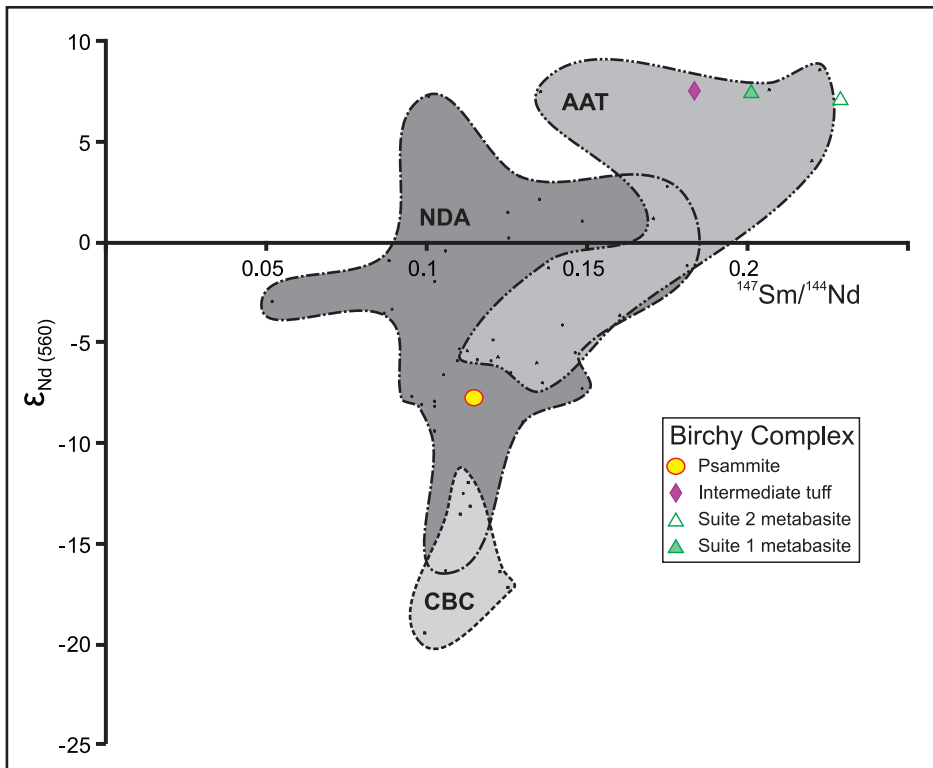 10
5
0
-5
-10
-15
-20
-25
εNd (560)
0.05
0.1
0.15
0.2
¹⁴⁷Sm/¹⁴⁴Nd
AAT
NDA
CBC
Birchy Complex
Psammite
Intermediate tuff
Suite 2 metabasite
Suite 1 metabasite